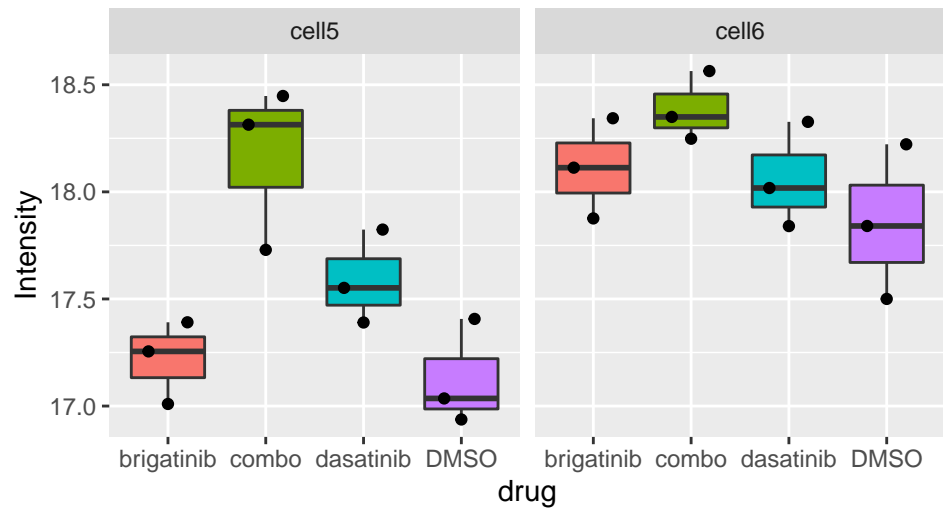 cell5 cell6
18.5
18.0
17.5
17.0
Intensity
brigatinib combo dasatinib DMSO brigatinib combo dasatinib DMSO
drug